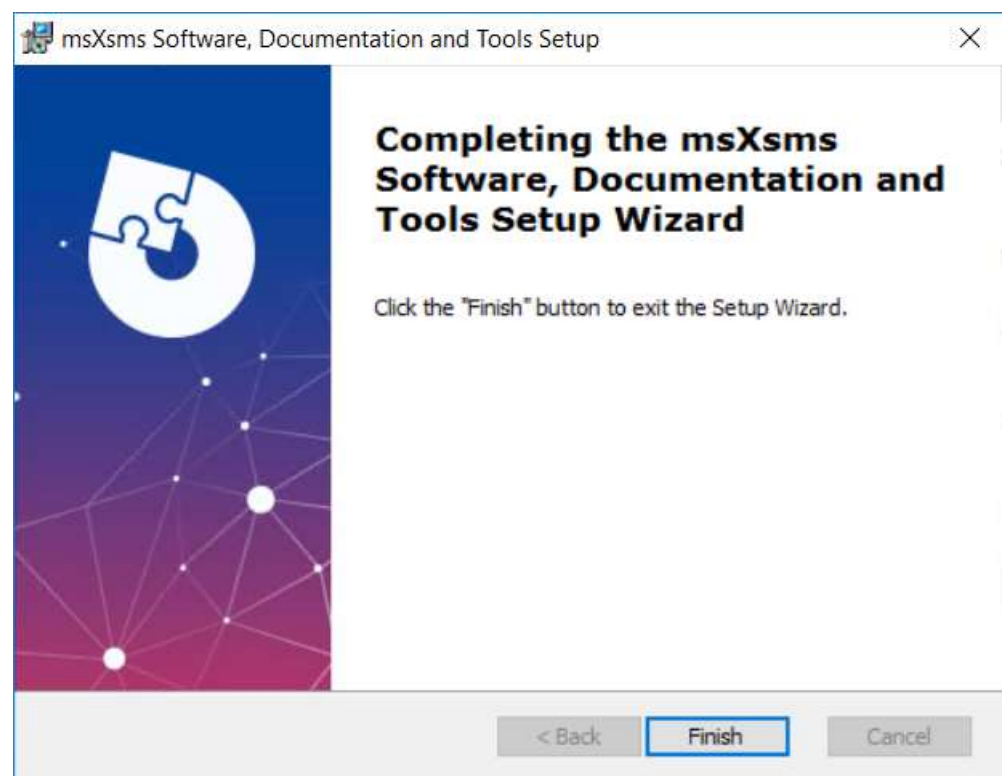 msXsms Software, Documentation and Tools Setup
Completing the msXsms
Software, Documentation and
Tools Setup Wizard
Click the "Finish" button to exit the Setup Wizard.
< Back
Finish
Cancel